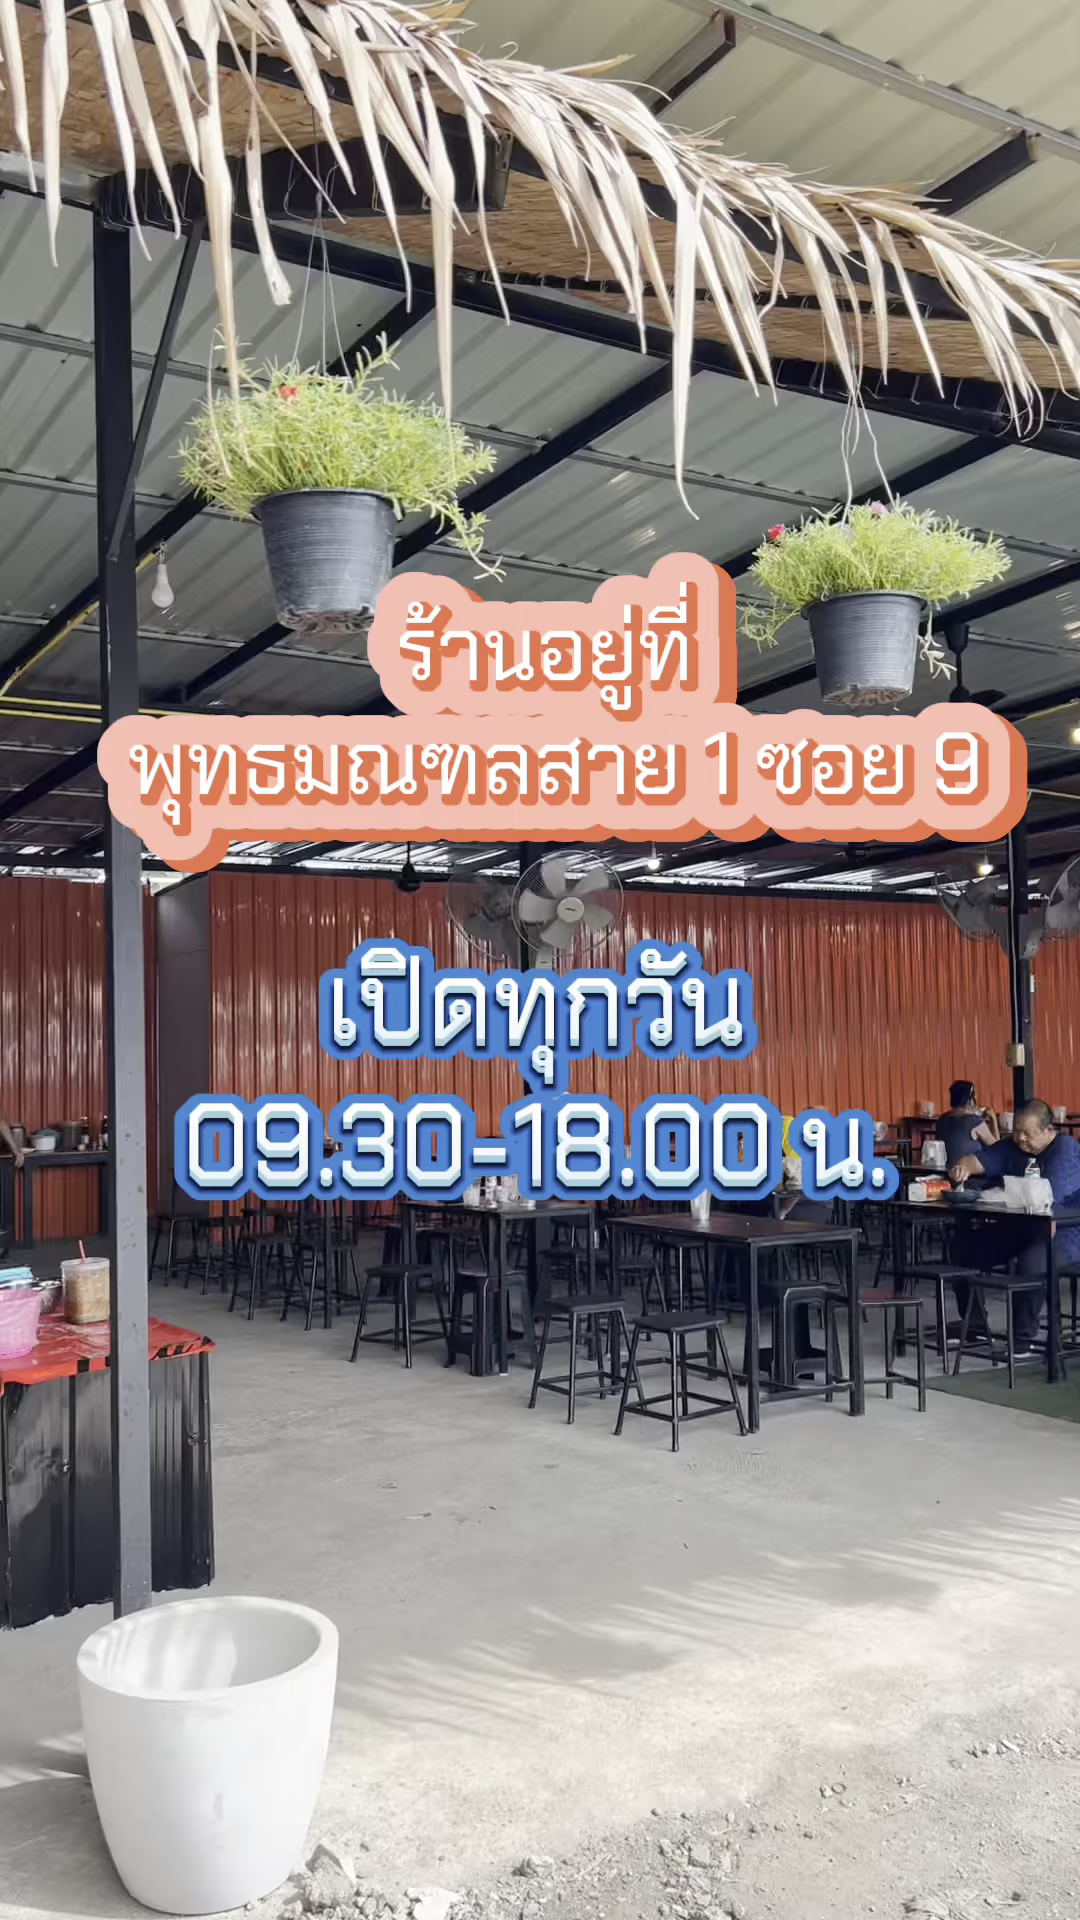 ร้านอยู่ที่
พุทธมณฑลสาย 1 ซอย 9
เปิดทุกวัน
09.30-18.00 น.